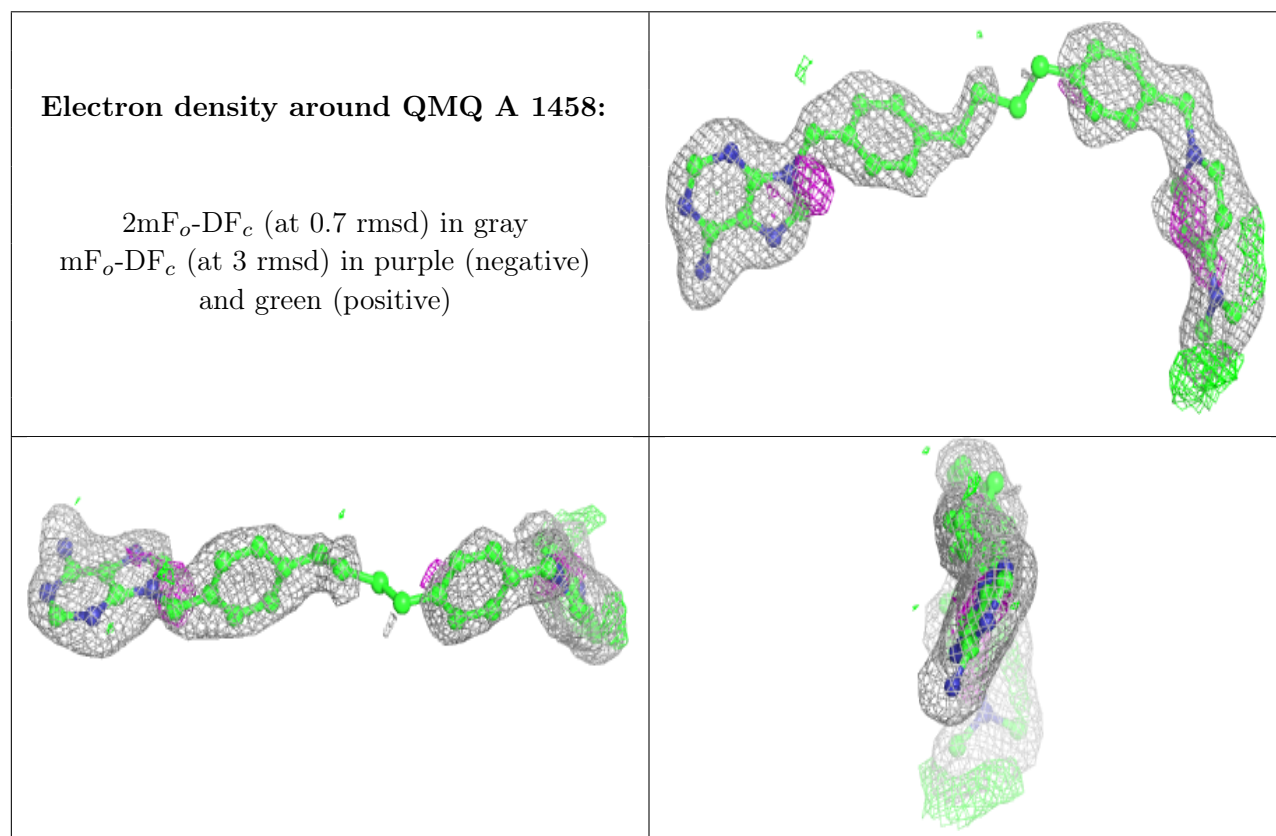 Electron density around QMQ A 1458:
2mFo-DFc (at 0.7 rmsd) in gray
mFo-DFc (at 3 rmsd) in purple (negative)
and green (positive)